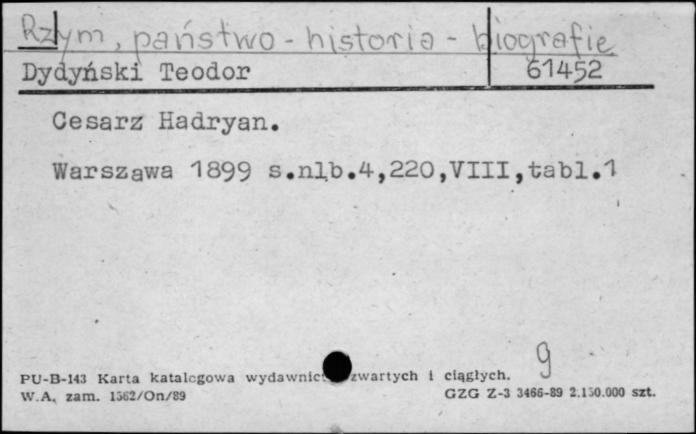 Rzym, państwo - historia - biografie
Dydyński Teodor 61452
Cesarz Hadryan.
Warszawa 1899 s.nlb.4,220,VIII,tabl.1
9
PU-B-143 Karta katalogowa zwartych i ciągłych.
W.A. zam. 1562/On/89 GZG Z-3 3466-89 2.150.000 szt.